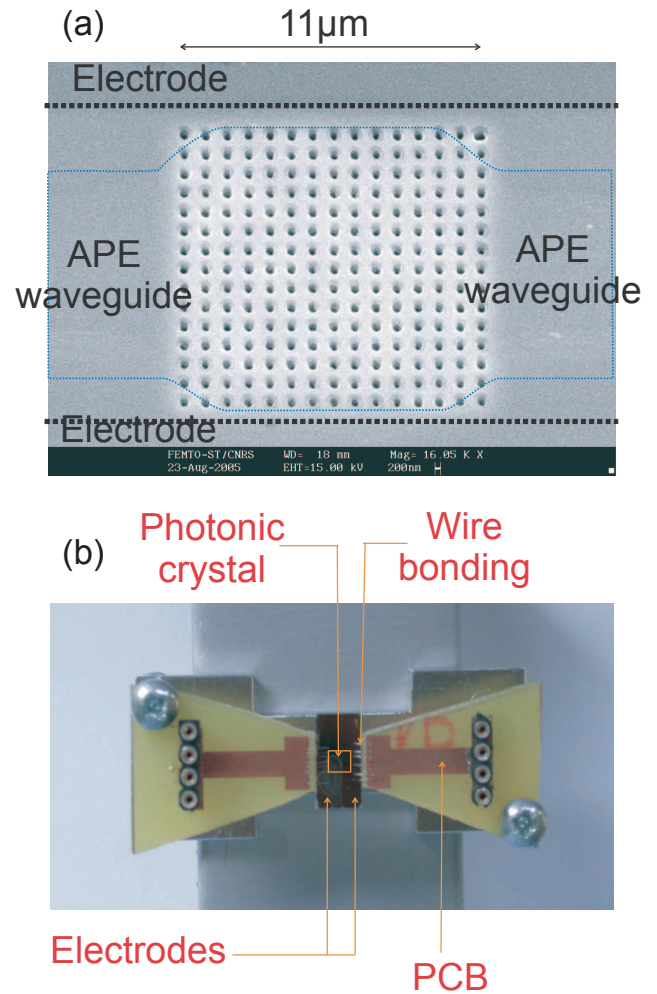 (a)
11µm
Electrode
APE
waveguide
APE
waveguide
Electrode
FEMTO-ST/CNRS WD= 18 mm Mag= 16.05 K X
23-Aug-2005 EHT=15.00 kV 200nm
(b)
Photonic
crystal
Wire
bonding
Electrodes
PCB